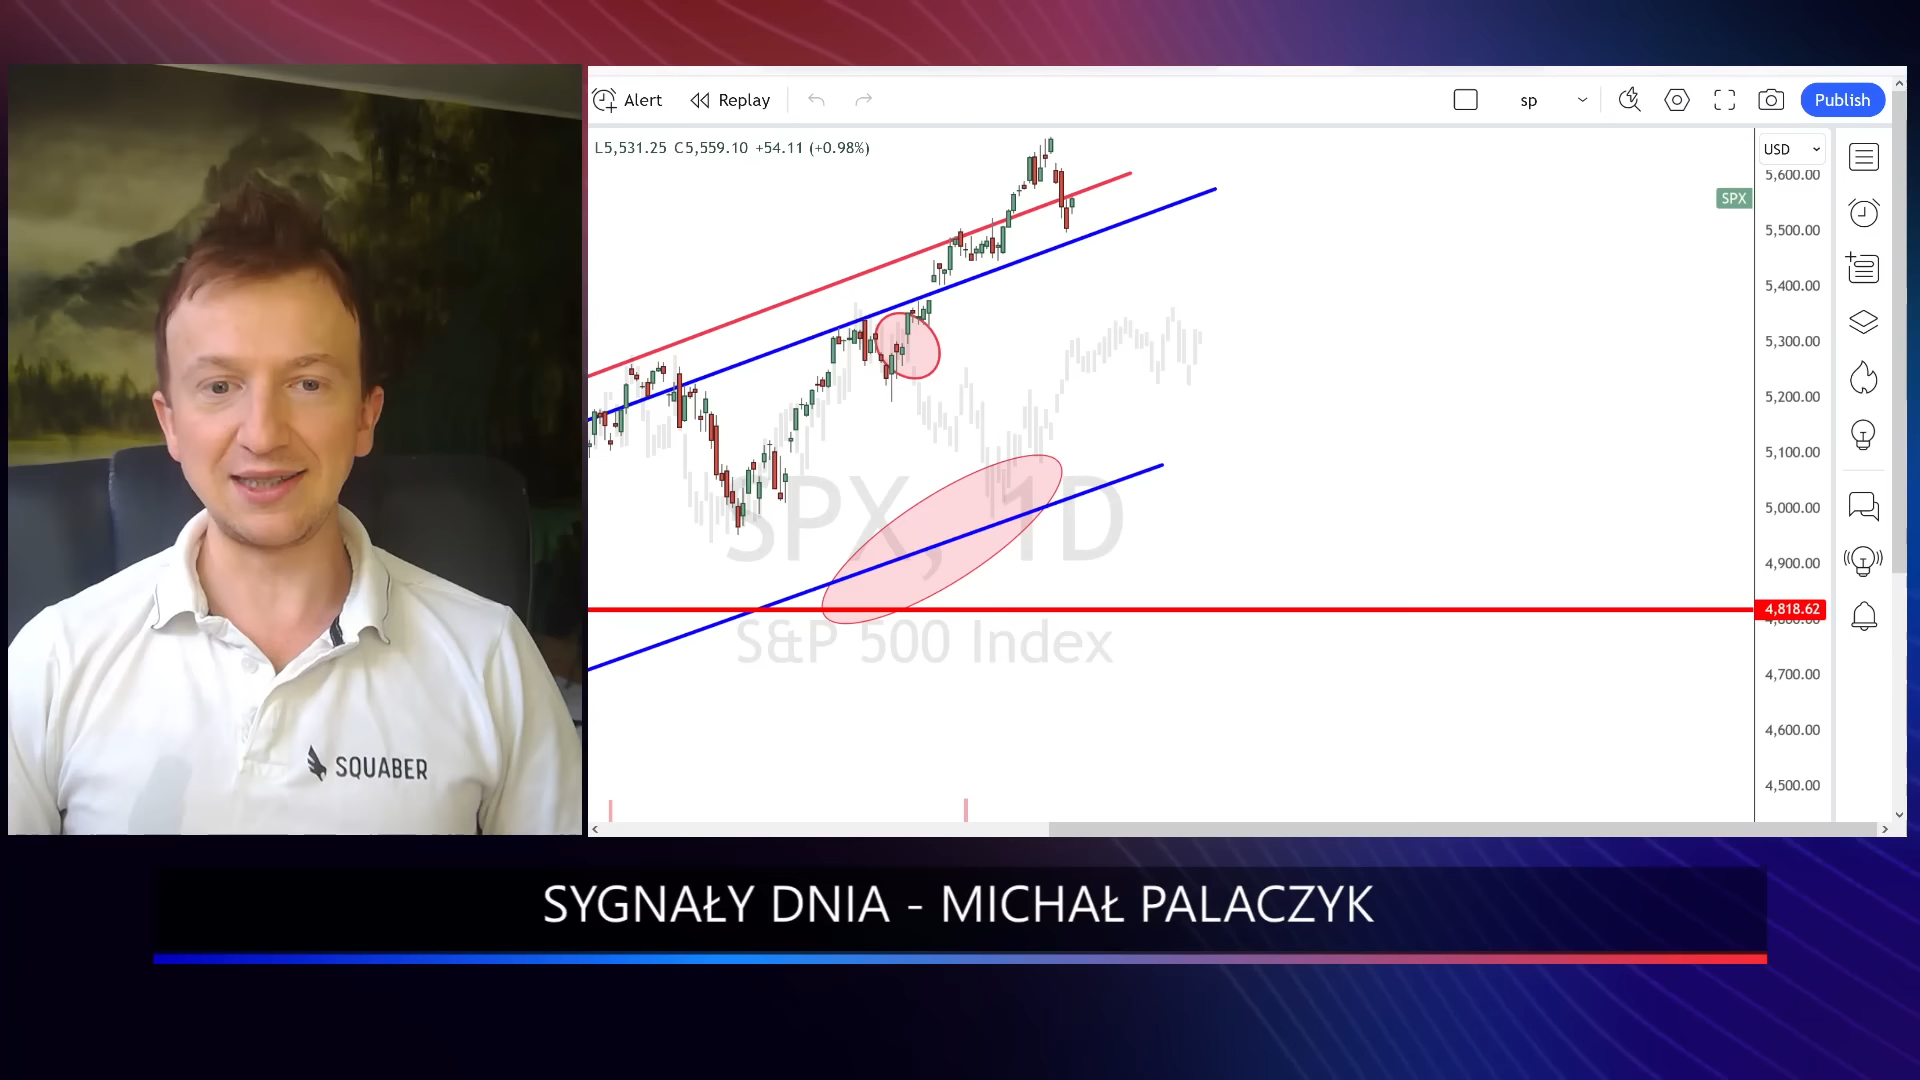 Alert
Replay
sp
Publish
L5,531.25 C5,559.10 +54.11 (+0.98%)
USD
5,600.00
SPX
5,500.00
5,400.00
5,300.00
5,200.00
5,100.00
5,000.00
4,900.00
4,818.62
4,800.00
4,700.00
4,600.00
4,500.00
SPX, 1D
S&P 500 Index
SQUABER
SYGNAŁY DNIA - MICHAŁ PALACZYK